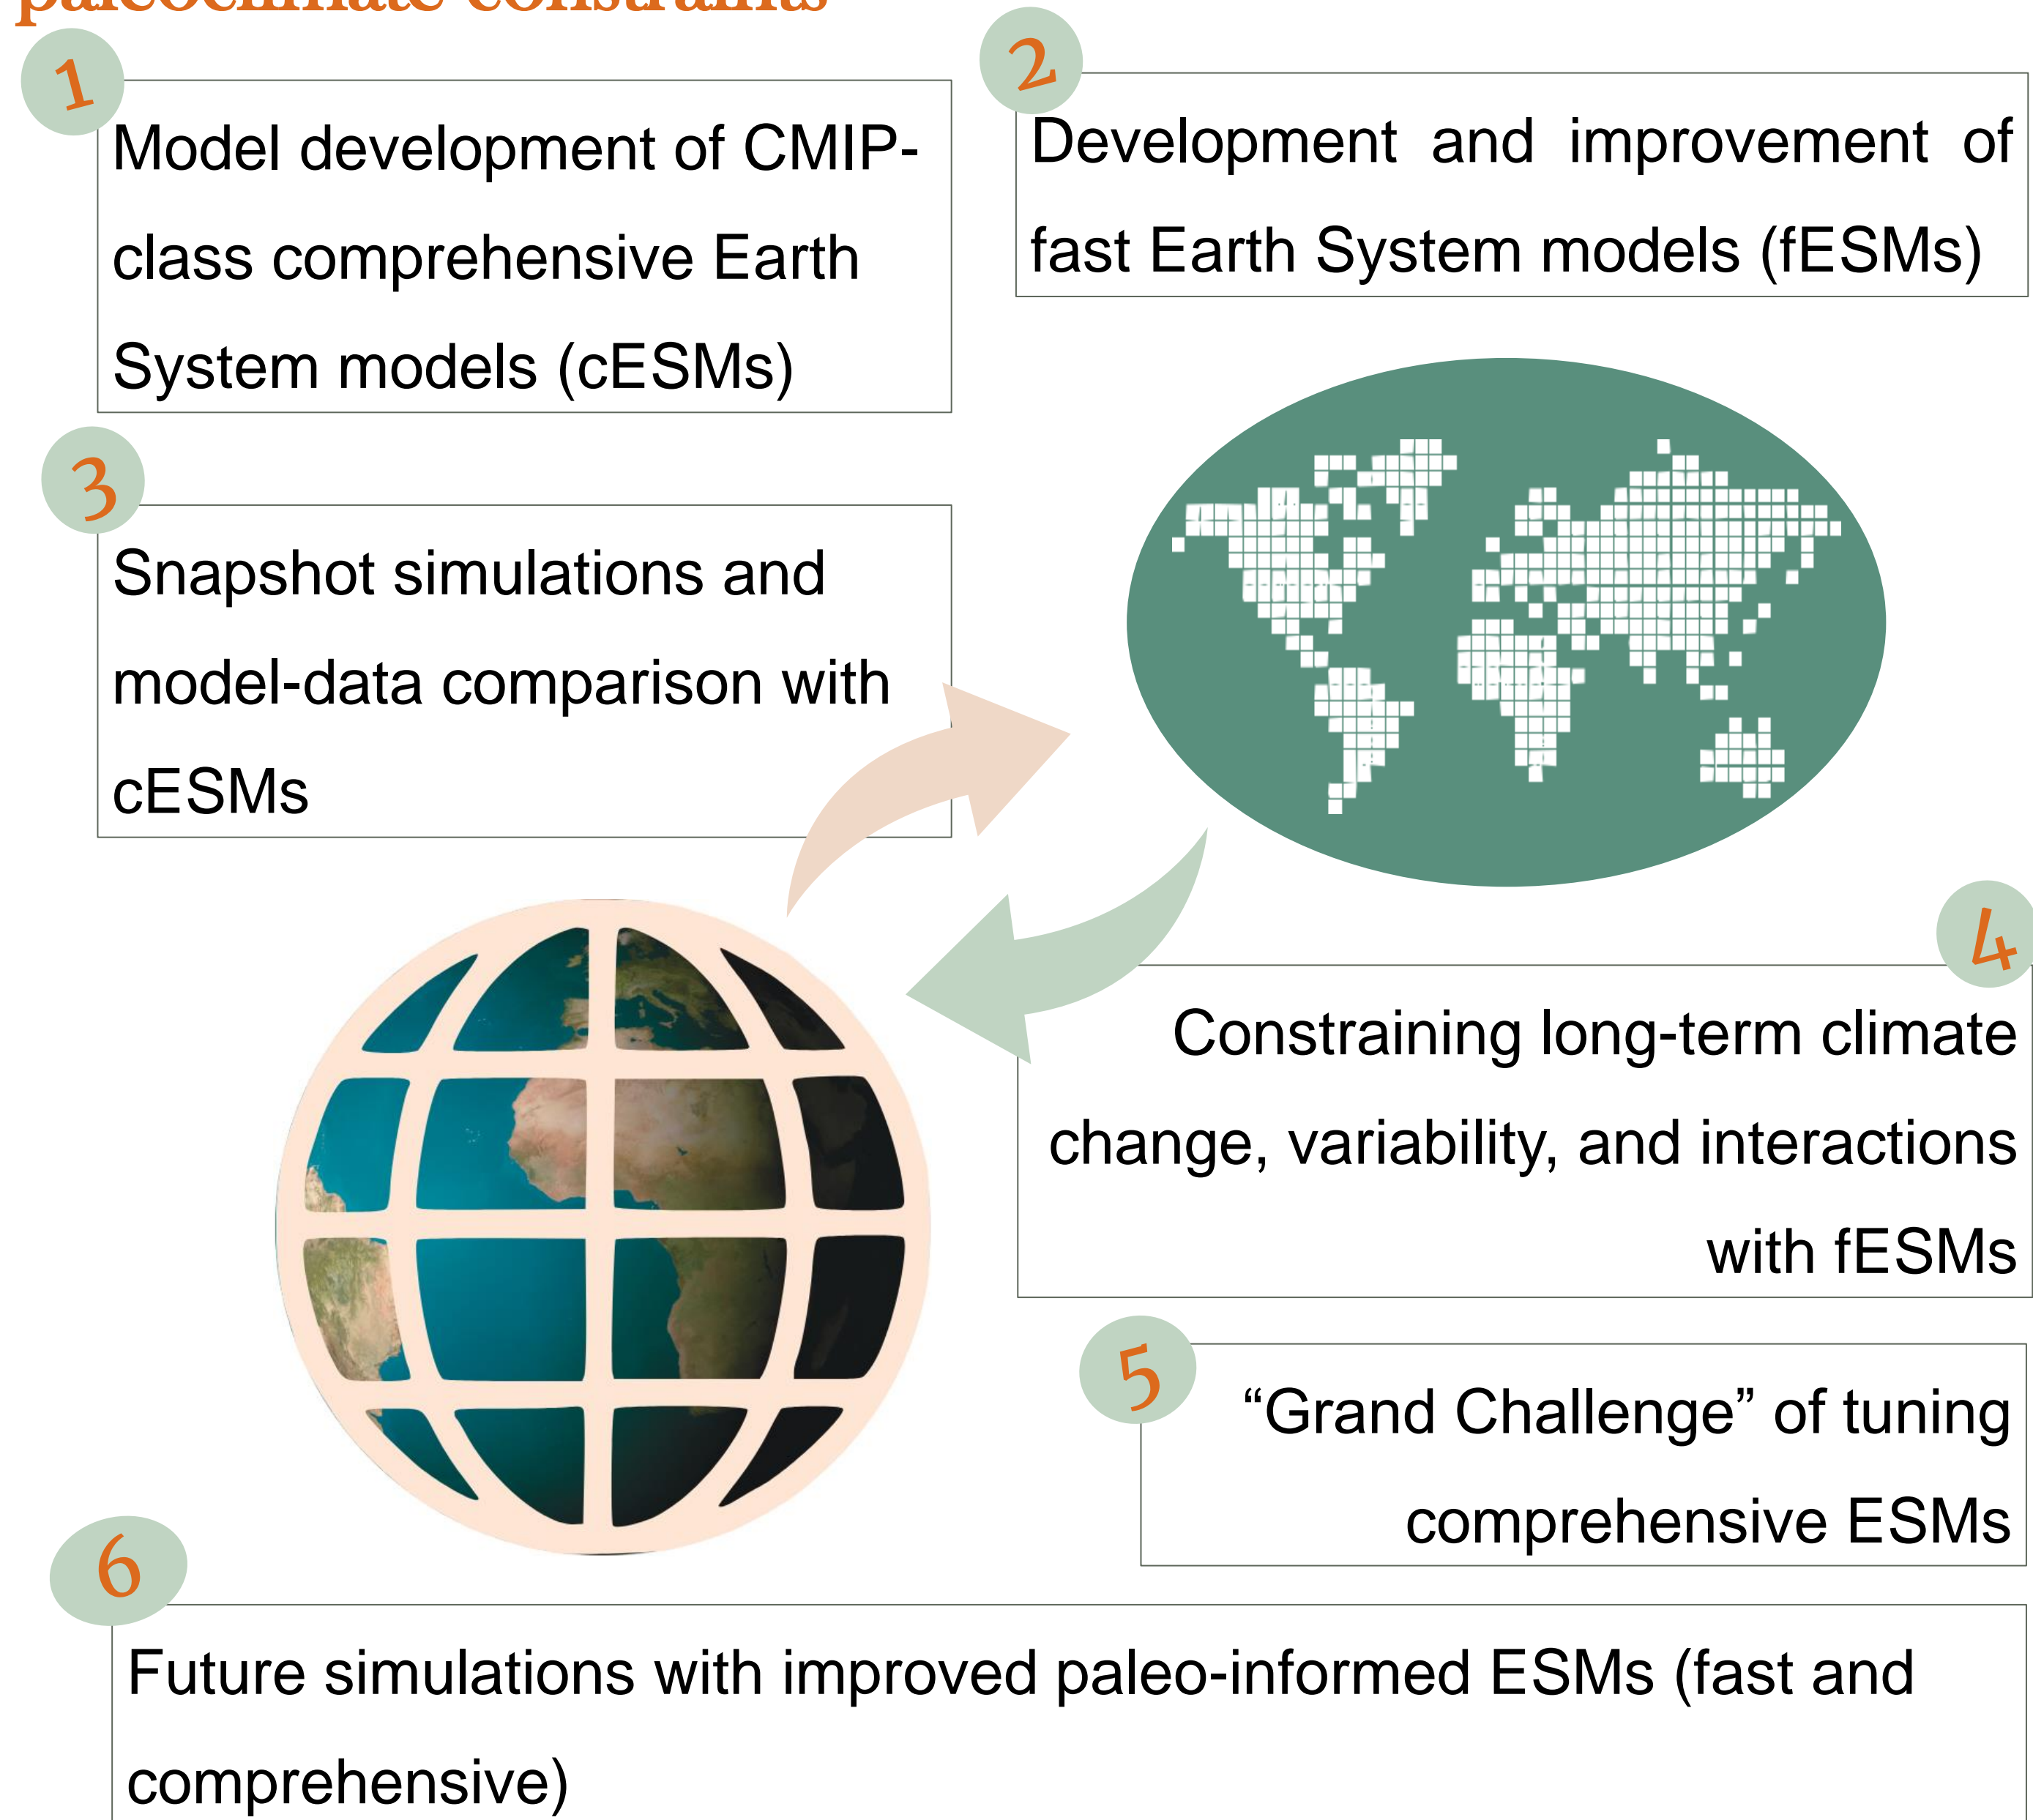 paleoclimate constraints
1
Model development of CMIP-
class comprehensive Earth
System models (cESMs)
2
Development and improvement of
fast Earth System models (fESMs)
3
Snapshot simulations and
model-data comparison with
cESMs
4
Constraining long-term climate
change, variability, and interactions
with fESMs
5
“Grand Challenge” of tuning
comprehensive ESMs
6
Future simulations with improved paleo-informed ESMs (fast and
comprehensive)